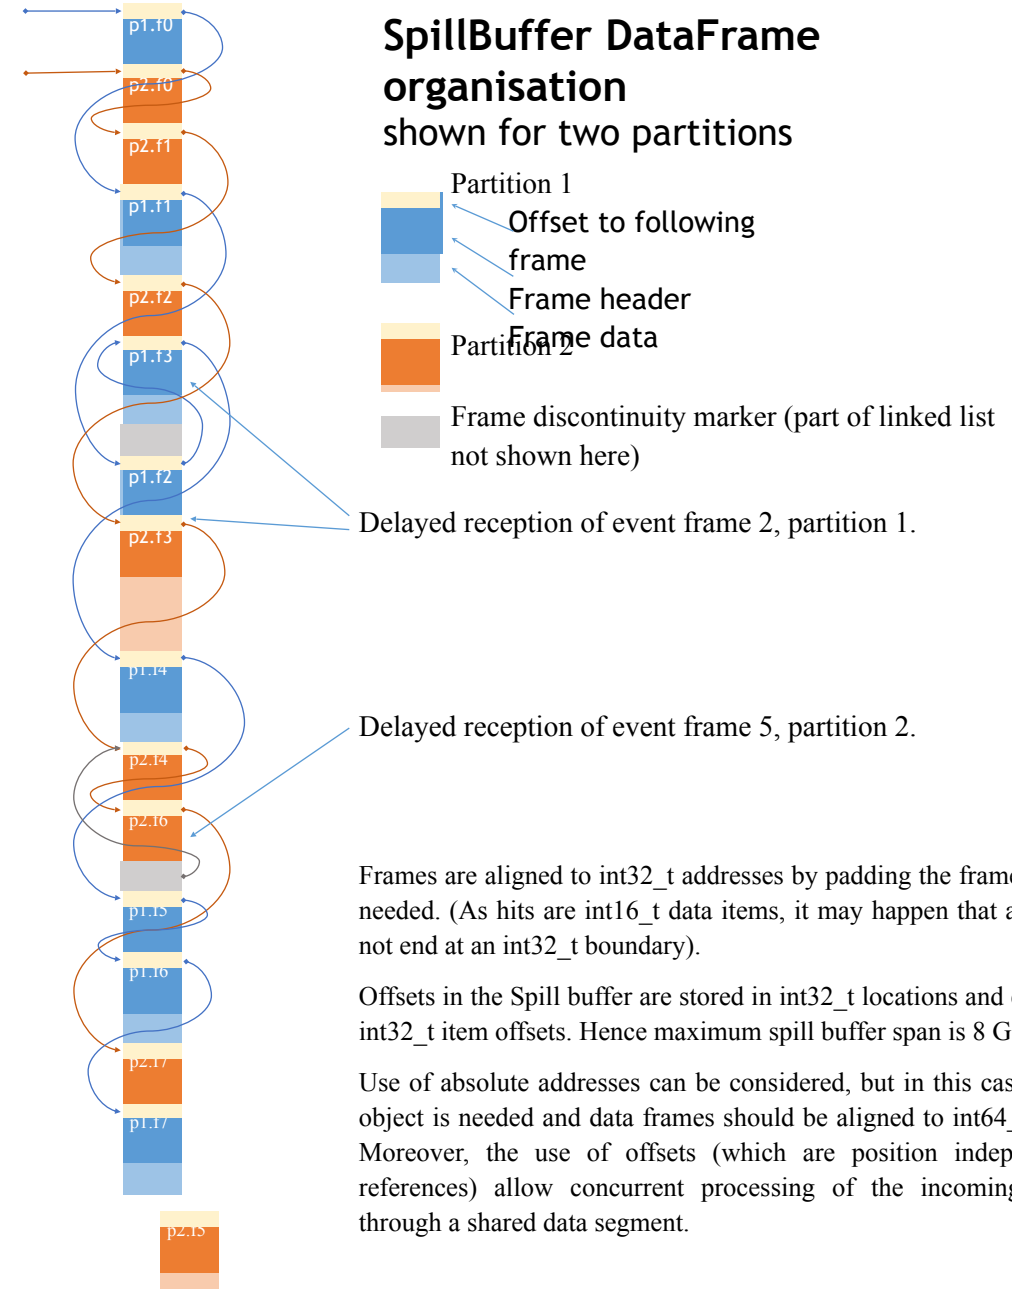 SpillBuffer DataFrame
organisation
shown for two partitions
Partition 1
Offset to following
frame
Frame header
Frame data
Partition 2
Frame discontinuity marker (part of linked list
not shown here)
Delayed reception of event frame 2, partition 1.
Delayed reception of event frame 5, partition 2.
Frames are aligned to int32_t addresses by padding the frame
needed. (As hits are int16_t data items, it may happen that a
not end at an int32_t boundary).
Offsets in the Spill buffer are stored in int32_t locations and
int32_t item offsets. Hence maximum spill buffer span is 8 G
Use of absolute addresses can be considered, but in this cas
object is needed and data frames should be aligned to int64_
Moreover, the use of offsets (which are position indep
references) allow concurrent processing of the incoming
through a shared data segment.
p1.f0
p2.f0
p2.f1
p1.f1
p2.f2
p1.f3
p1.f2
p2.f3
p1.f4
p2.f4
p2.f6
p1.f5
p1.f6
p2.f7
p1.f7
p2.f5